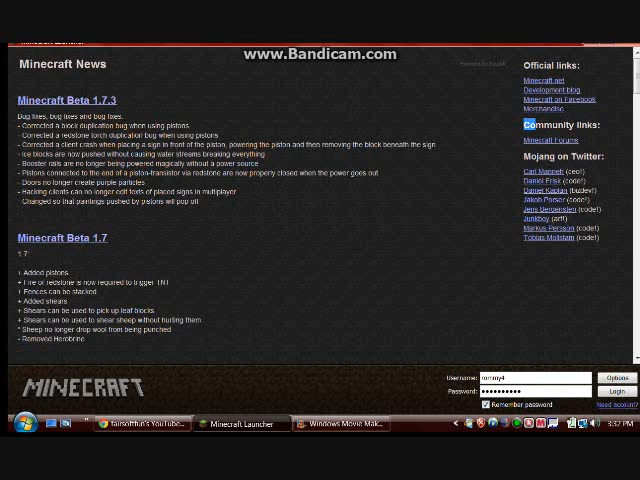 Minecraft Launcher
www.Bandicam.com
Minecraft News
Powered by Tumblr
Minecraft Beta 1.7.3
Bug fixes, bug fixes and bug fixes.
- Corrected a block duplication bug when using pistons
- Corrected a redstone torch duplication bug when using pistons
- Corrected a client crash when placing a sign in front of the piston, powering the piston and then removing the block beneath the sign
- Ice blocks are now pushed without causing water streams breaking everything
- Booster rails are no longer being powered magically without a power source
- Pistons connected to the end of a piston-transistor via redstone are now properly closed when the power goes out
- Doors no longer create purple particles
- Hacking clients can no longer edit texts of placed signs in multiplayer
- Changed so that paintings pushed by pistons will pop off
Minecraft Beta 1.7
1.7:
+ Added pistons
+ Fire or redstone is now required to trigger TNT
+ Fences can be stacked
+ Added shears
+ Shears can be used to pick up leaf blocks
+ Shears can be used to shear sheep without hurting them
* Sheep no longer drop wool from being punched
- Removed Herobrine
Official links:
Minecraft.net
Development blog
Minecraft on Facebook
Merchandise
Community links:
Minecraft Forums
Mojang on Twitter:
Carl Manneh (ceo!)
Daniel Frisk (code!)
Daniel Kaplan (bizdev!)
Jakob Porser (code!)
Jens Bergensten (code!)
Junkboy (art!)
Markus Persson (code!)
Tobias Mollstam (code!)
MINECRAFT
Username: rommy4 Options
Password: Login
Remember password Need account?
fairsoftfun's YouTube... Minecraft Launcher Windows Movie Mak... 3:32 PM